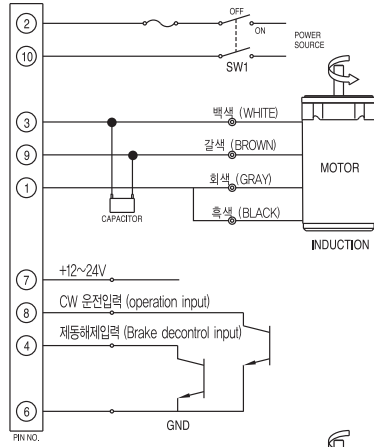 2
OFF
ON
POWER
SOURCE
10
SW1
3
백색 (WHITE)
9
갈색 (BROWN)
MOTOR
1
회색 (GRAY)
CAPACITOR
흑색 (BLACK)
INDUCTION
7
+12~24V
8
CW 운전입력 (operation input)
4
제동해제입력 (Brake decontrol input)
6
GND
PIN NO.